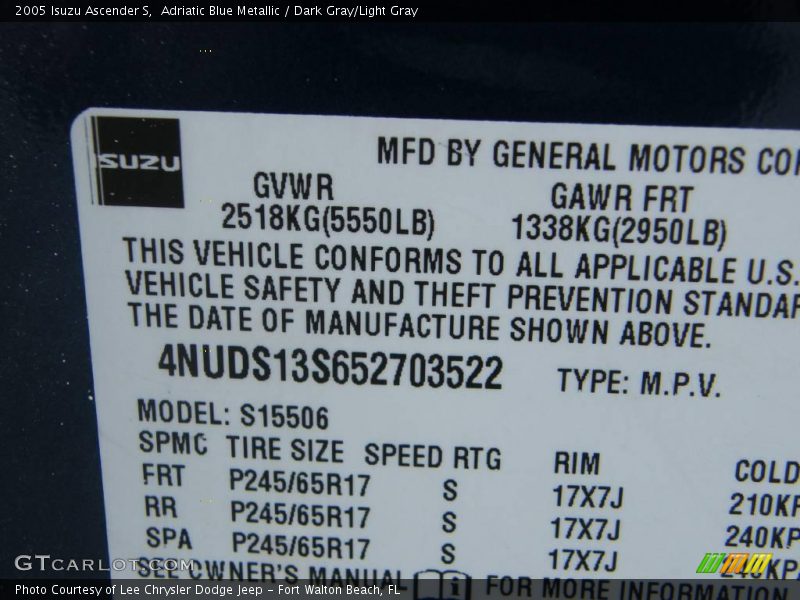 2005 Isuzu Ascender S,  Adriatic Blue Metallic / Dark Gray/Light Gray
ISUZU
MFD BY GENERAL MOTORS
GVWR
2518KG(5550LB)
GAWR FRT
1338KG(2950LB)
THIS VEHICLE CONFORMS TO ALL APPLICABLE U.S.
VEHICLE SAFETY AND THEFT PREVENTION
THE DATE OF MANUFACTURE SHOWN ABOVE.
4NUDS13S652703522
TYPE: M.P.V.
MODEL: S15506
SPMC TIRE SIZE SPEED RTG RIM COLD
FRT P245/65R17 S 17X7J 210KP
RR P245/65R17 S 17X7J 240KP
SPA P245/65R17 S 17X7J 240KP
SEE OWNER'S MANUAL FOR MORE INFORMATION
GTCARLOT.COM
Photo Courtesy of Lee Chrysler Dodge Jeep - Fort Walton Beach, FL